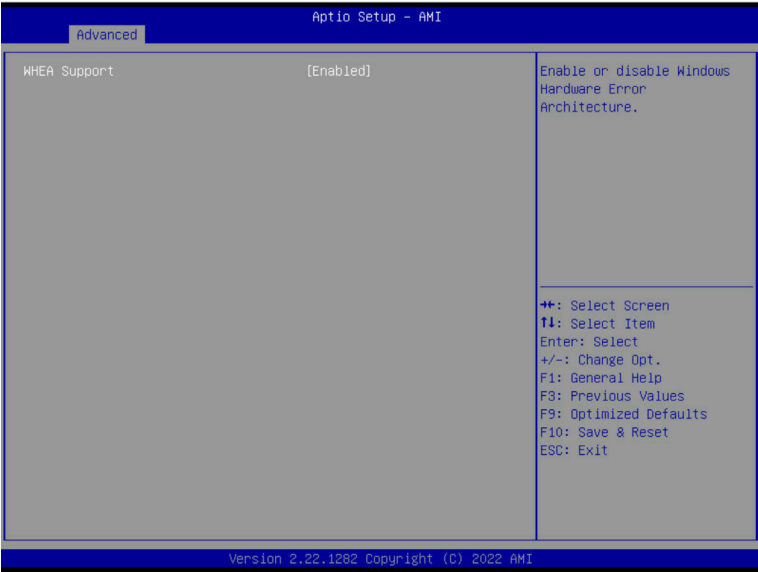 Aptio Setup – AMI
Advanced
WHEA Support [Enabled]
Enable or disable Windows
Hardware Error
Architecture.
→←: Select Screen
↑↓: Select Item
Enter: Select
+/-: Change Opt.
F1: General Help
F3: Previous Values
F9: Optimized Defaults
F10: Save & Reset
ESC: Exit
Version 2.22.1282 Copyright (C) 2022 AMI